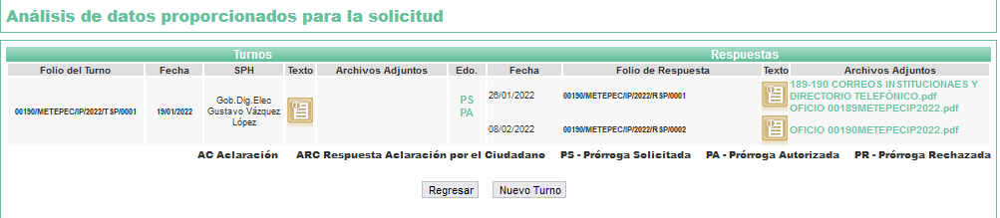 Análisis de datos proporcionados para la solicitud
Turnos Respuestas
Folio del Turno Fecha SPH Texto Archivos Adjuntos Edo. Fecha Folio de Respuesta Texto Archivos Adjuntos
00190/METEPEC/IP/2022/TSP/0001 19/01/2022 Gob.Dig.Elec Gustavo Vázquez López PS PA
26/01/2022 00190/METEPEC/IP/2022/RSP/0001 189-190 CORREOS INSTITUCIONAES Y DIRECTORIO TELEFÓNICO.pdf
OFICIO 00189METEPECIP2022.pdf
08/02/2022 00190/METEPEC/IP/2022/RSP/0002 OFICIO 00190METEPECIP2022.pdf
AC Aclaración ARC Respuesta Aclaración por el Ciudadano PS - Prórroga Solicitada PA - Prórroga Autorizada PR - Prórroga Rechazada
Regresar Nuevo Turno